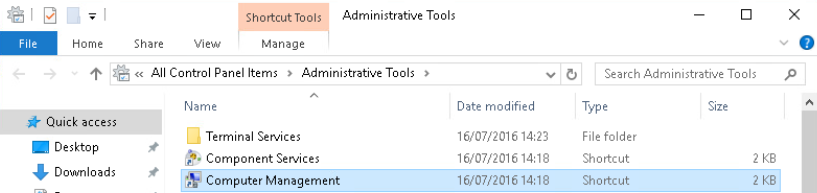 Shortcut Tools Administrative Tools
File Home Share View Manage
« All Control Panel Items > Administrative Tools > Search Administrative Tools
Name Date modified Type Size
Quick access
Terminal Services 16/07/2016 14:23 File folder
Desktop
Component Services 16/07/2016 14:18 Shortcut 2 KB
Downloads
Computer Management 16/07/2016 14:18 Shortcut 2 KB